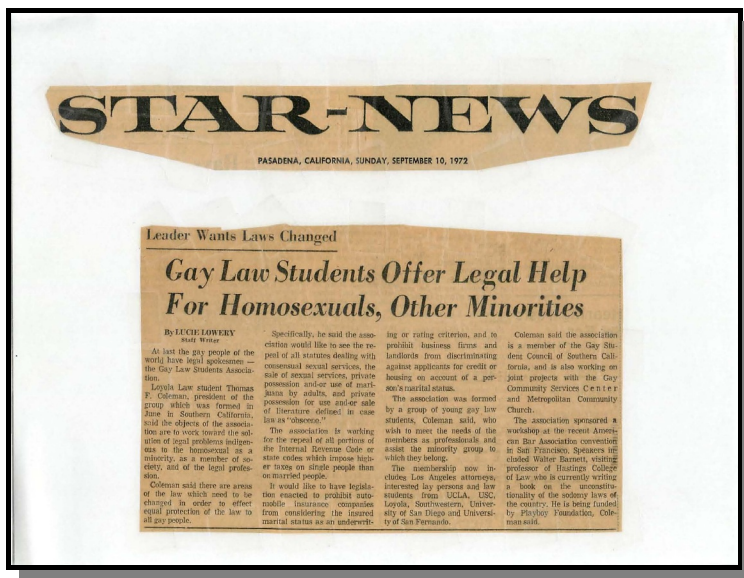 STAR-NEWS
PASADENA, CALIFORNIA, SUNDAY, SEPTEMBER 10, 1972
Leader Wants Laws Changed
Gay Law Students Offer Legal Help
For Homosexuals, Other Minorities
By LUCIE LOWERY
Staff Writer
At last the gay people of the
world have legal spokesmen —
the Gay Law Students Associa-
tion.
Loyola Law student Thomas
F. Coleman, president of the
group which was formed in
June in Southern California,
said the objects of the associa-
tion are to work toward the sol-
ution of legal problems indigen-
ous to the homosexual as a
minority, as a member of so-
ciety, and of the legal profes-
sion.
Coleman said there are areas
of the law which need to be
changed in order to effect
equal protection of the law to
all gay people.
Specifically, he said the asso-
ciation would like to see the re-
peal of all statutes dealing with
consensual sexual services, the
sale of sexual services, private
possession and/or use of mari-
juana by adults, and private
possession for use and/or sale
of literature defined in case
law as "obscene."
The association is working
for the repeal of all portions of
the Internal Revenue Code or
state codes which impose high-
er taxes on single people than
on married people.
It would like to have legisla-
tion enacted to prohibit auto-
mobile insurance companies
from considering the insured
marital status as an underwrit-
ing or rating criterion, and to
prohibit business firms and
landlords from discriminating
against applicants for credit or
housing on account of a per-
son's marital status.
The association was formed
by a group of young gay law
students, Coleman said, who
wish to meet the needs of the
members as professionals and
assist the minority group to
which they belong.
The membership now in-
cludes Los Angeles attorneys,
interested lay persons and law
students from UCLA, USC,
Loyola, Southwestern, Univer-
sity of San Diego and Universi-
ty of San Fernando.
Coleman said the association
is a member of the Gay Stu-
dent Council of Southern Cali-
fornia, and is also working on
joint projects with the Gay
Community Services Center
and Metropolitan Community
Church.
The association sponsored a
workshop at the recent Ameri-
can Bar Association convention
in San Francisco. Speakers in-
cluded Walter Barnett, visiting
professor of Hastings College
of Law who is currently writing
a book on the unconstitu-
tionality of the sodomy laws of
the country. He is being funded
by Playboy Foundation, Cole-
man said.